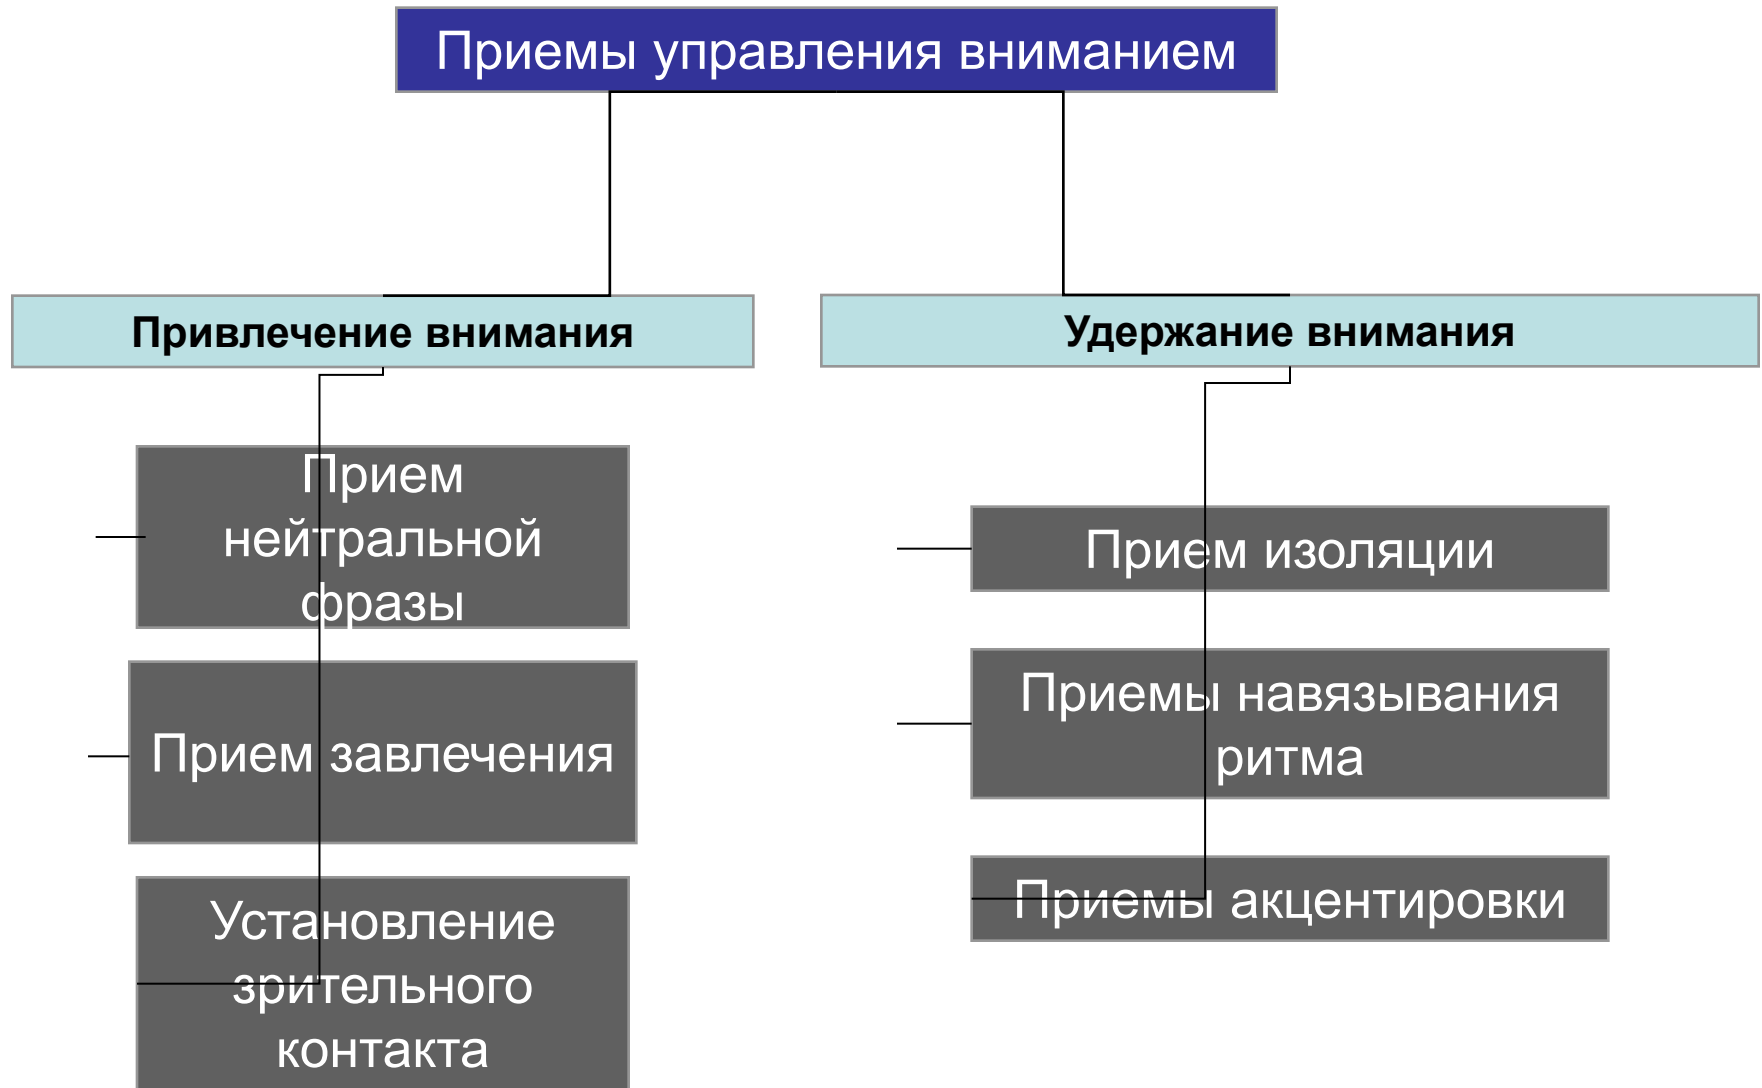 Приемы управления вниманием
Привлечение внимания
Прием
нейтральной
фразы
Прием завлечения
Установление
зрительного
контакта
Удержание внимания
Прием изоляции
Приемы навязывания
ритма
Приемы акцентировки